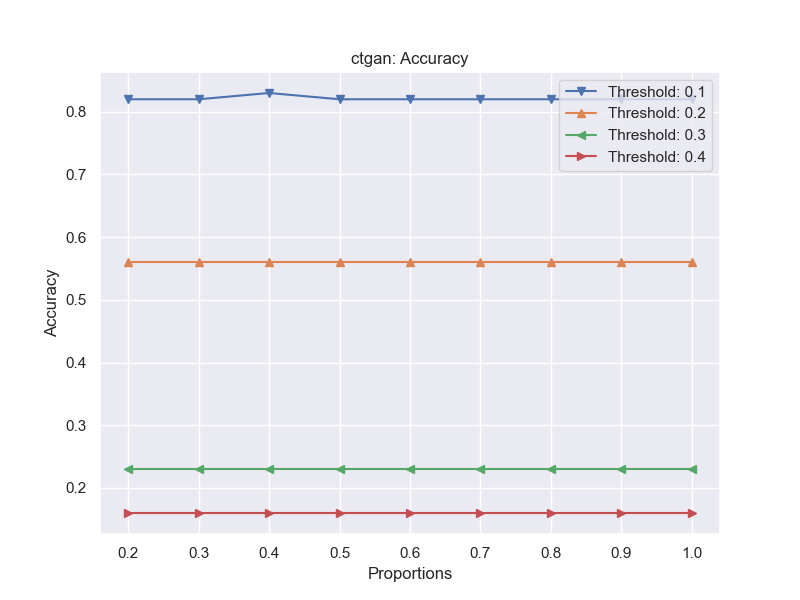 ctgan: Accuracy
Threshold: 0.1
Threshold: 0.2
Threshold: 0.3
Threshold: 0.4
Accuracy
0.8
0.7
0.6
0.5
0.4
0.3
0.2
0.2 0.3 0.4 0.5 0.6 0.7 0.8 0.9 1.0
Proportions